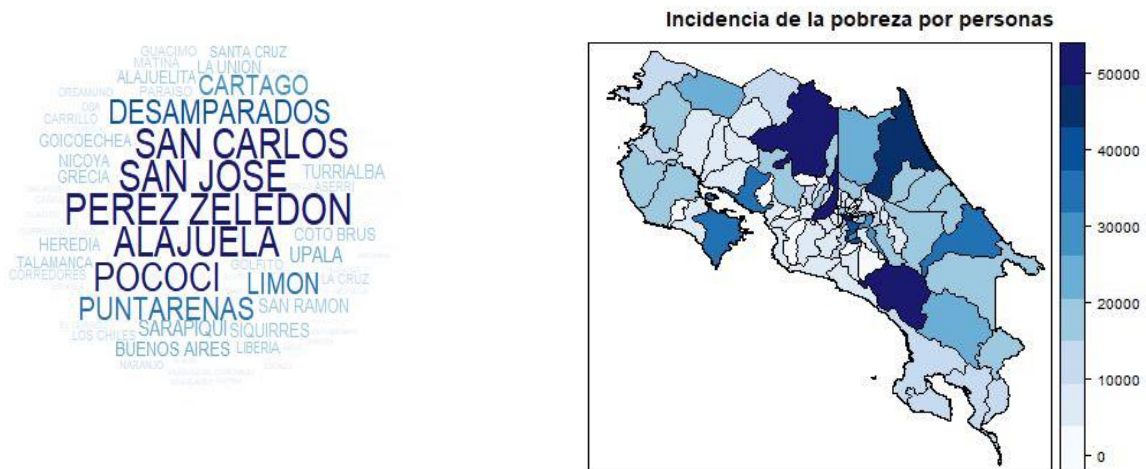 Incidencia de la pobreza por personas
GUACIMO SANTA CRUZ
MATINA LA UNION
ALAJUELITA CARTAGO
OREAMUNO PARAISO
OSA DESAMPARADOS
CARRILLO
GOICOECHEA SAN CARLOS
NICOYA SAN JOSE TURRIALBA
GRECIA ASERRI
PEREZ ZELEDON
HEREDIA ALAJUELA COTO BRUS
TALAMANCA GOLFITO UPALA
CORREDORES POCOCI LIMON LA CRUZ
PUNTARENAS SAN RAMON
LOS CHILES SARAPIQUI SIQUIRRES
BUENOS AIRES LIBERIA
NARANJO
50000
40000
30000
20000
10000
0